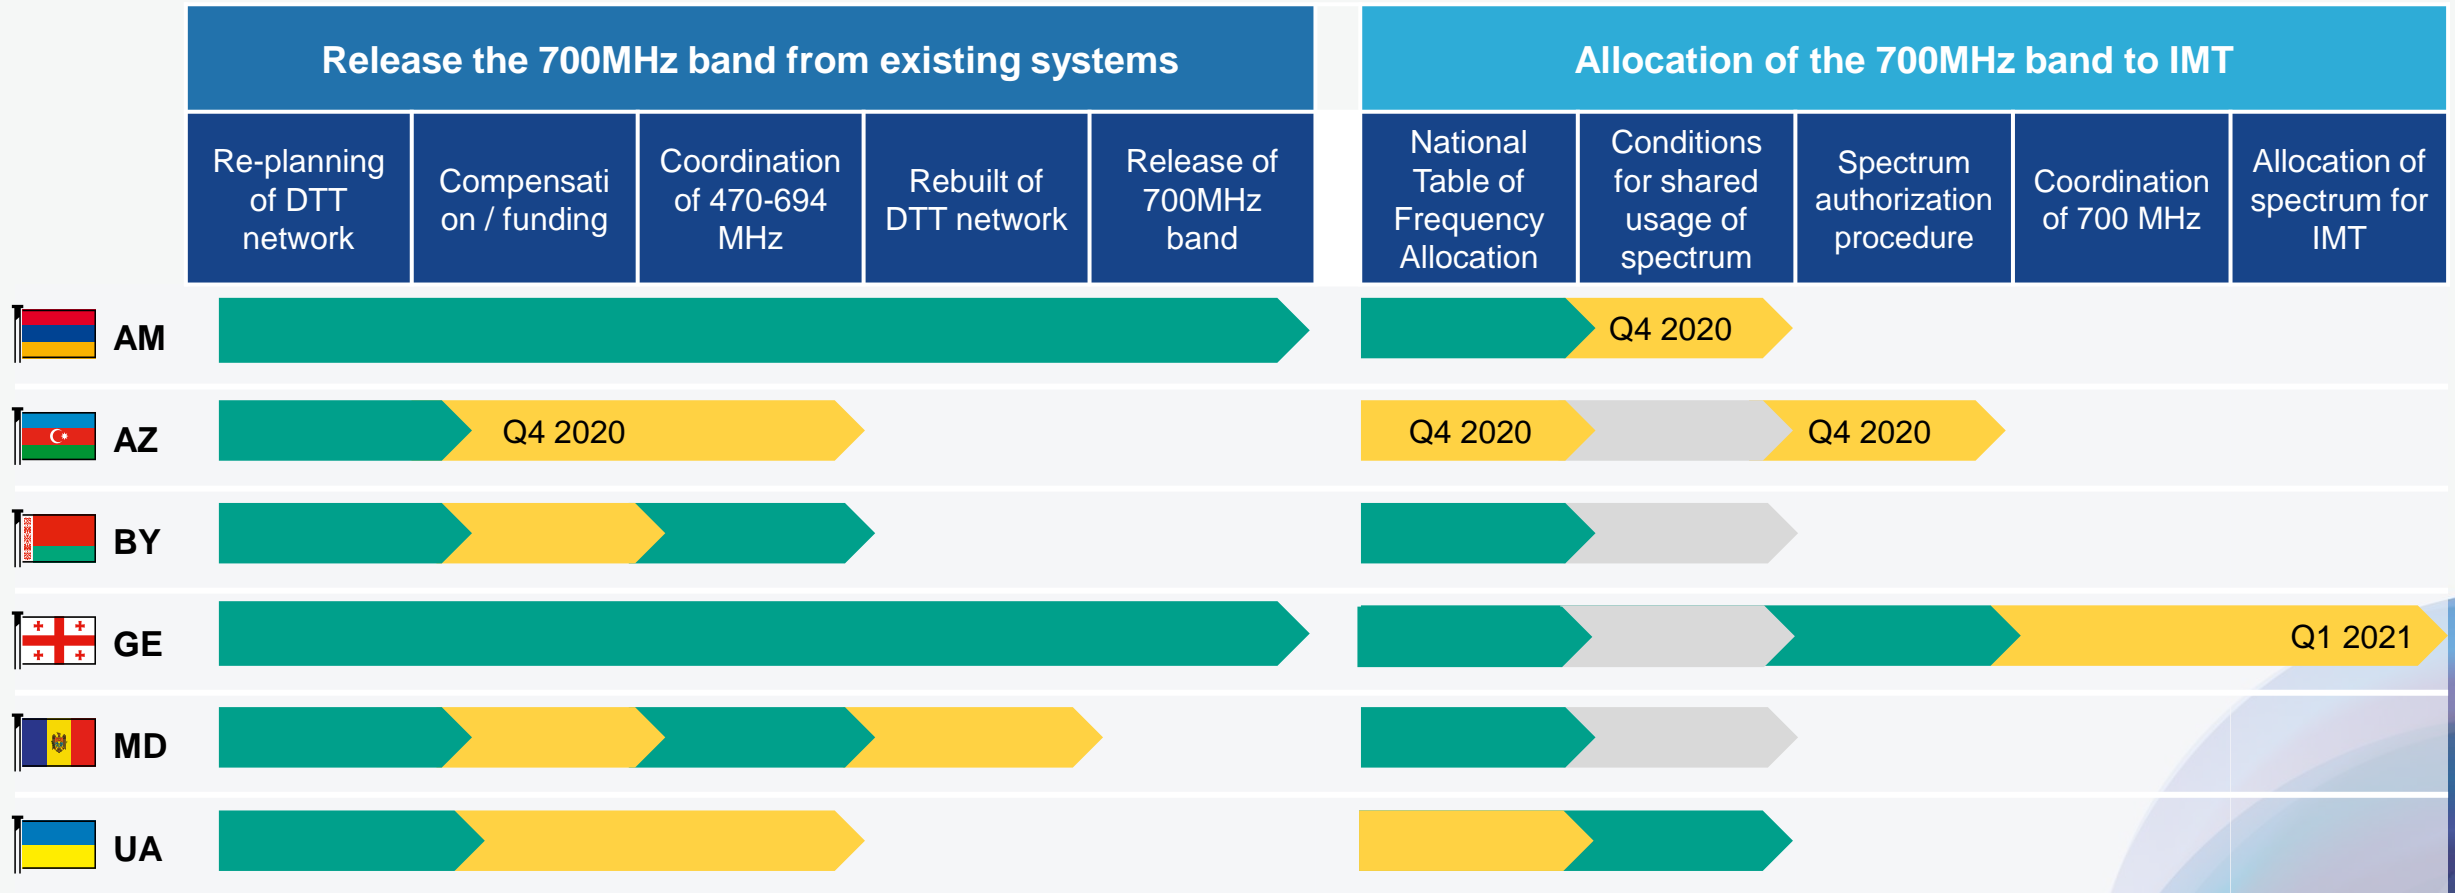 Release the 700MHz band from existing systems
Allocation of the 700MHz band to IMT
Re-planning
of DTT
network
Compensati
on / funding
Coordination
of 470-694
MHz
Rebuilt of
DTT network
Release of
700MHz
band
National
Table of
Frequency
Allocation
Conditions
for shared
usage of
spectrum
Spectrum
authorization
procedure
Coordination
of 700 MHz
Allocation of
spectrum for
IMT
AM
Q4 2020
AZ
Q4 2020
Q4 2020
Q4 2020
BY
GE
Q1 2021
MD
UA